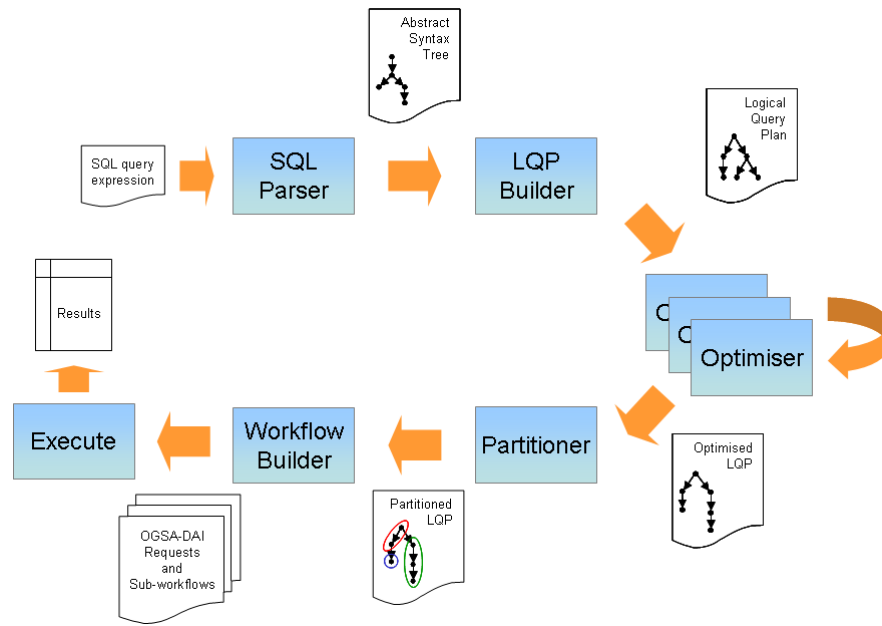 Abstract
Syntax
Tree
Logical
Query
Plan
SQL query
expression
SQL
Parser
LQP
Builder
O
O
Optimiser
Results
Execute
Workflow
Builder
Partitioner
Optimised
LQP
Partitioned
LQP
OGSA-DAI
Requests
and
Sub-workflows